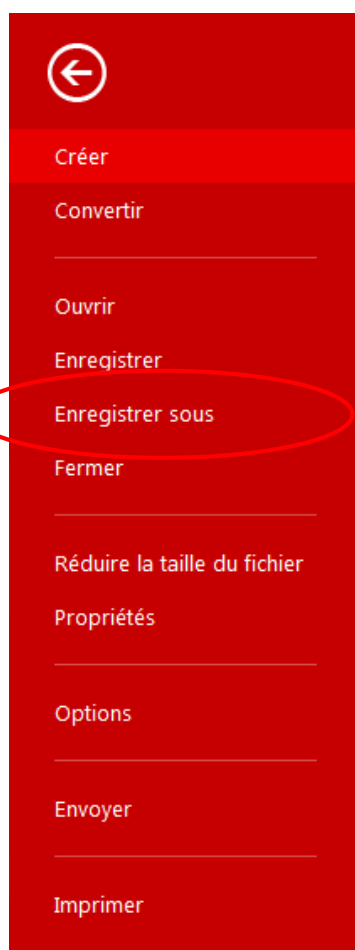 Créer
Convertir
Ouvrir
Enregistrer
Enregistrer sous
Fermer
Réduire la taille du fichier
Propriétés
Options
Envoyer
Imprimer